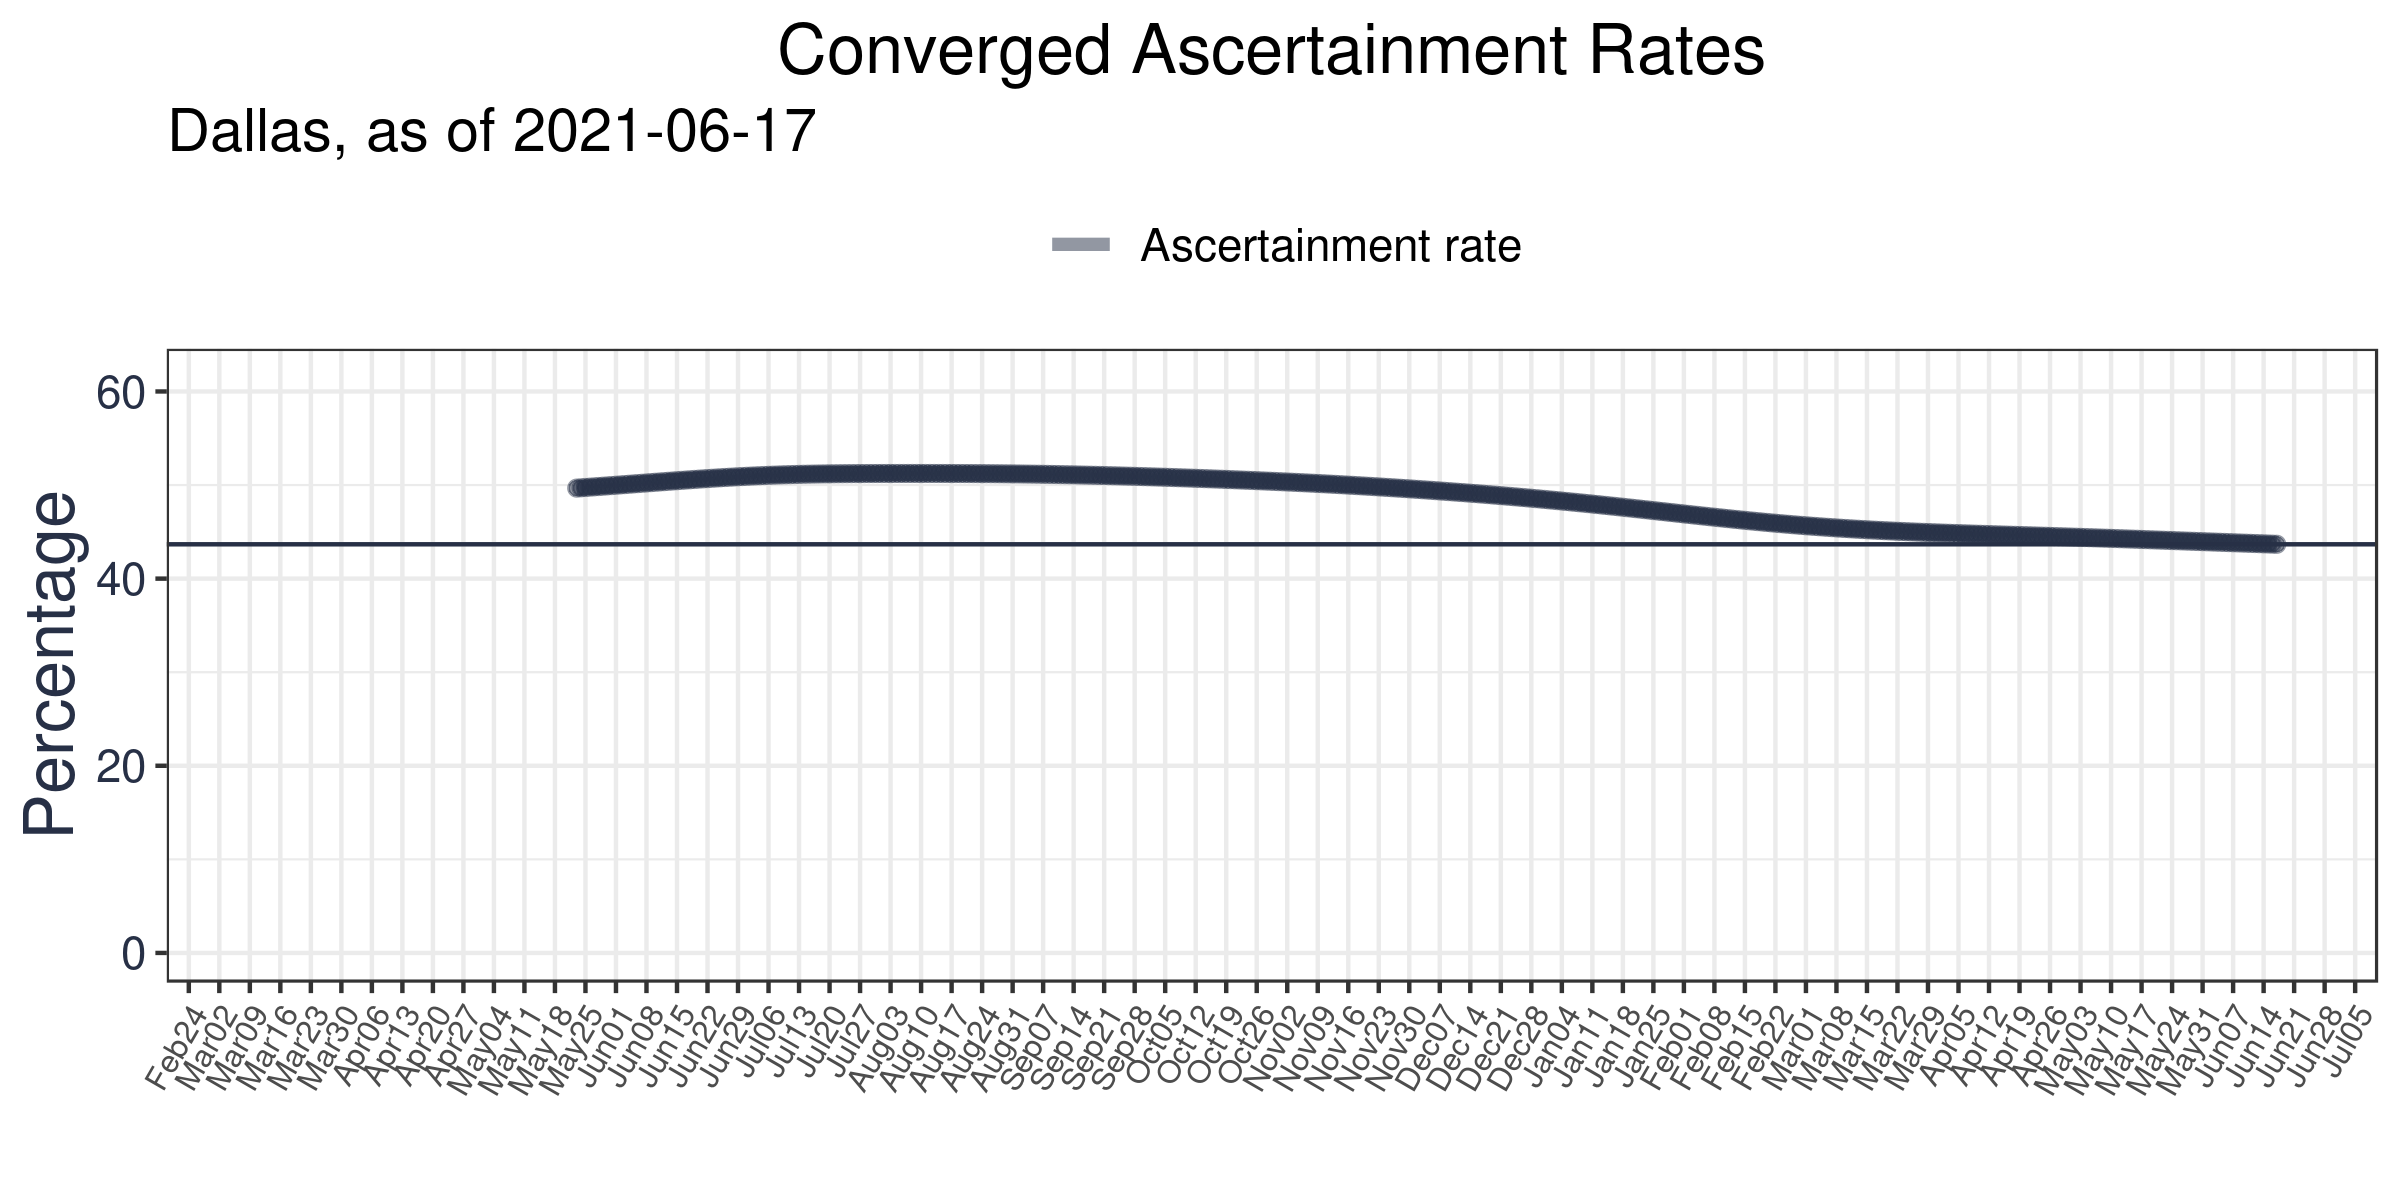 Converged Ascertainment Rates
Dallas, as of 2021-06-17
Ascertainment rate
Percentage
60
40
20
0
Feb24
Mar02
Mar09
Mar16
Mar23
Mar30
Apr06
Apr13
Apr20
Apr27
May04
May11
May18
May25
Jun01
Jun08
Jun15
Jun22
Jun29
Jul06
Jul13
Jul20
Jul27
Aug03
Aug10
Aug17
Aug24
Aug31
Sep07
Sep14
Sep21
Sep28
Oct05
Oct12
Oct19
Oct26
Nov02
Nov09
Nov16
Nov23
Nov30
Dec07
Dec14
Dec21
Dec28
Jan04
Jan11
Jan18
Jan25
Feb01
Feb08
Feb15
Feb22
Mar01
Mar08
Mar15
Mar22
Mar29
Apr05
Apr12
Apr19
Apr26
May03
May10
May17
May24
May31
Jun07
Jun14
Jun21
Jun28
Jul05